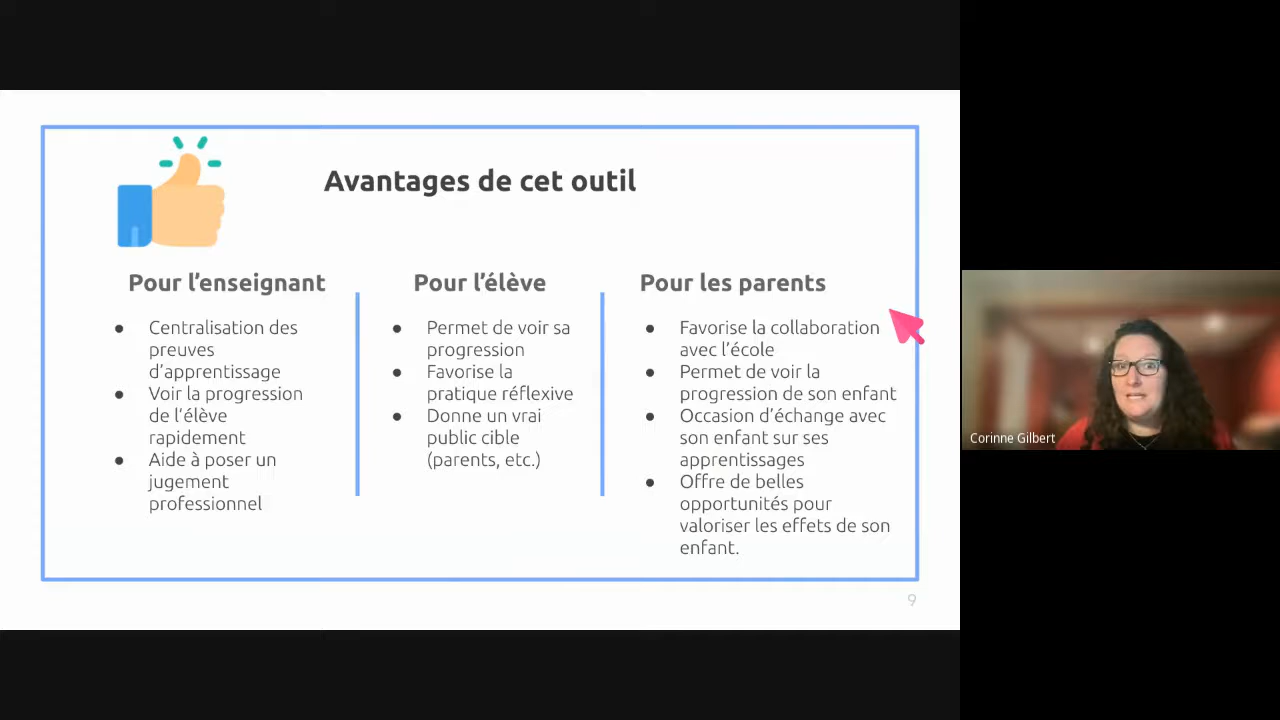 Avantages de cet outil
Pour l’enseignant
● Centralisation des
preuves
d’apprentissage
● Voir la progression
de l’élève
rapidement
● Aide à poser un
jugement
professionnel
Pour l’élève
● Permet de voir sa
progression
● Favorise la
pratique réflexive
● Donne un vrai
public cible
(parents, etc.)
Pour les parents
● Favorise la collaboration
avec l’école
● Permet de voir la
progression de son enfant
● Occasion d’échange avec
son enfant sur ses
apprentissages
● Offre de belles
opportunités pour
valoriser les effets de son
enfant.
9
Corinne Gilbert